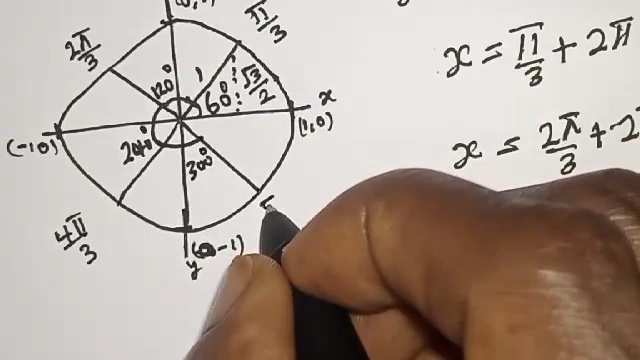 π/3
2π/3
x = π/3 + 2π
120°
1
60°
√3/2
x
(-1,0)
(1,0)
240°
300°
x = 2π/3 + 2
4π/3
-1)
y